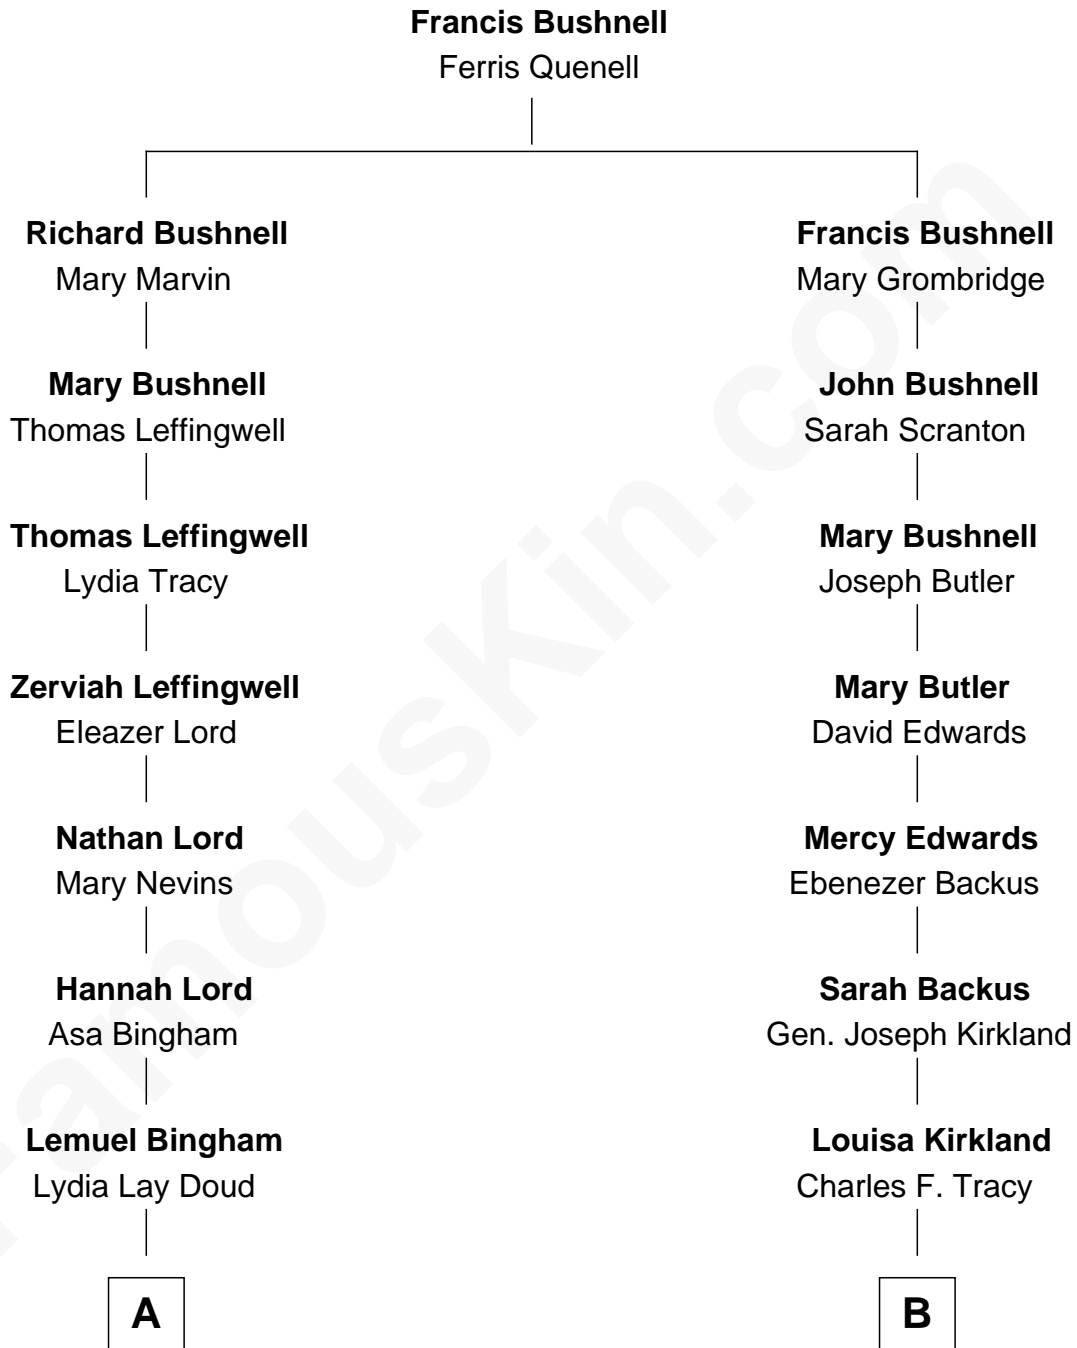 Francis Bushnell
Ferris Quenell
Richard Bushnell
Mary Marvin
Francis Bushnell
Mary Grombridge
Mary Bushnell
Thomas Leffingwell
John Bushnell
Sarah Scranton
Thomas Leffingwell
Lydia Tracy
Mary Bushnell
Joseph Butler
Zerviah Leffingwell
Eleazer Lord
Mary Butler
David Edwards
Nathan Lord
Mary Nevins
Mercy Edwards
Ebenezer Backus
Hannah Lord
Asa Bingham
Sarah Backus
Gen. Joseph Kirkland
Lemuel Bingham
Lydia Lay Doud
Louisa Kirkland
Charles F. Tracy
A
B
FamousKin.com